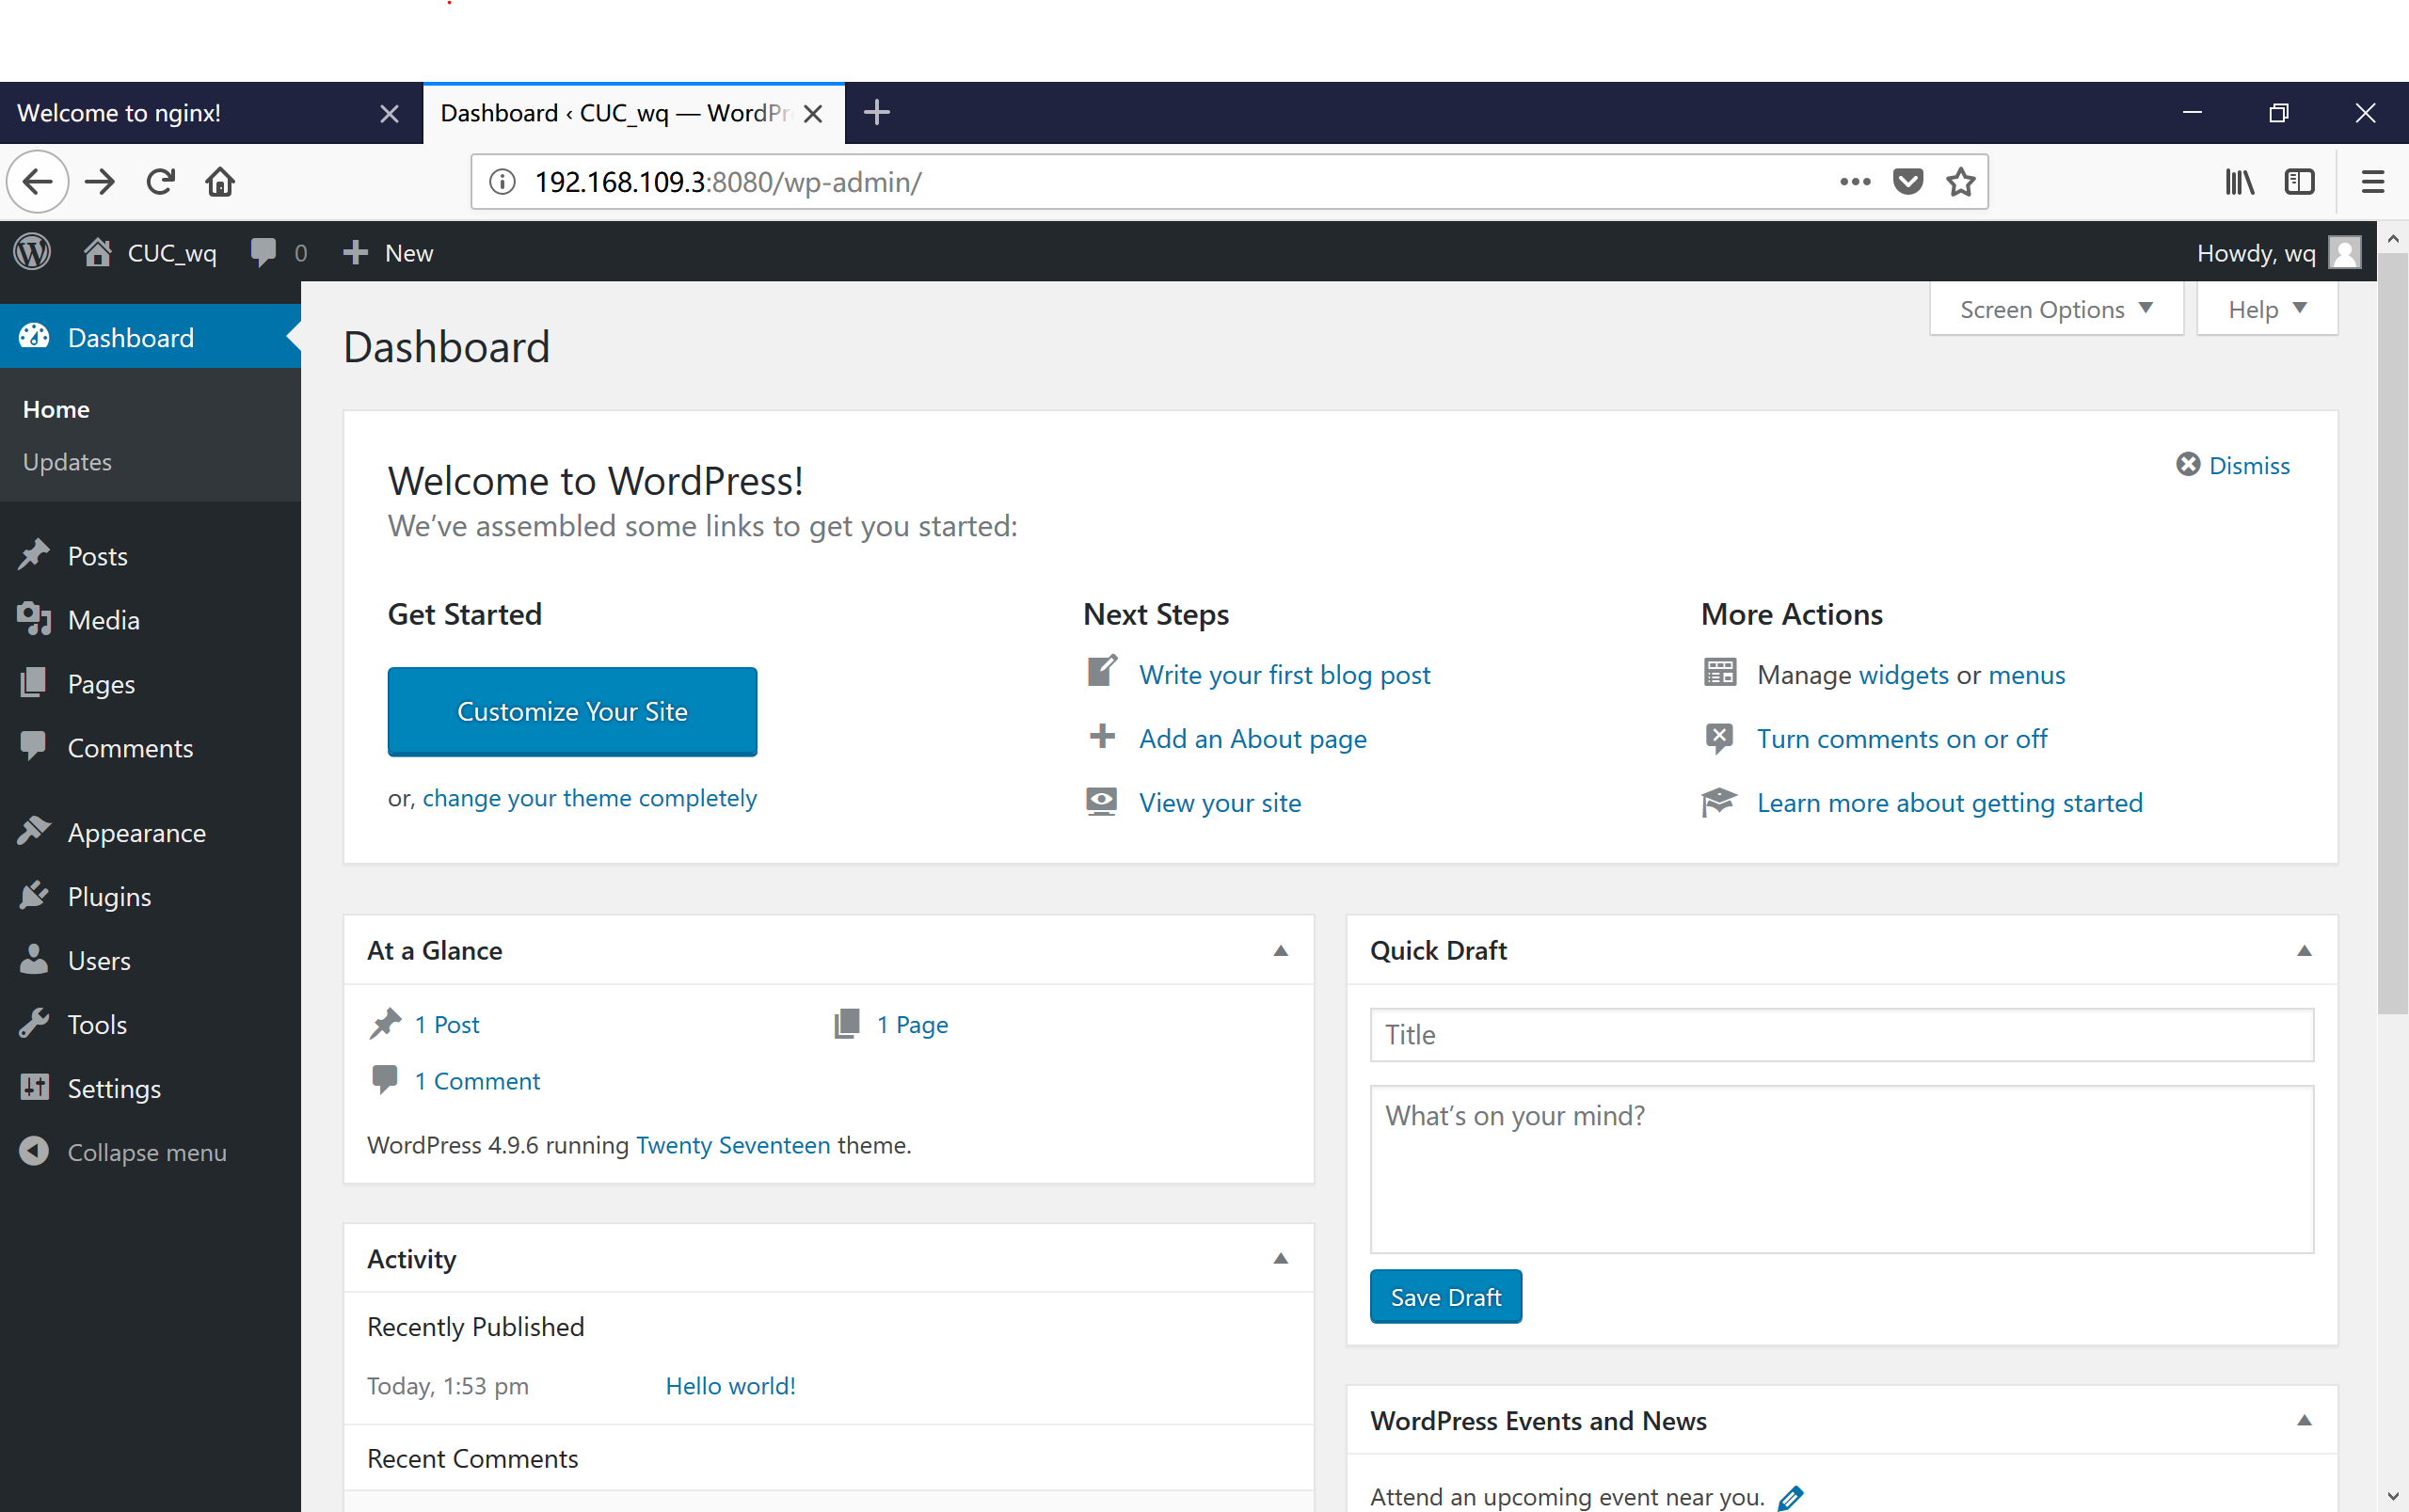 Welcome to nginx!
Dashboard ‹ CUC_wq — WordPr
192.168.109.3:8080/wp-admin/
CUC_wq 0 New
Howdy, wq
Dashboard
Home
Updates
Posts
Media
Pages
Comments
Appearance
Plugins
Users
Tools
Settings
Collapse menu
Screen Options
Help
Dashboard
Welcome to WordPress!
Dismiss
We’ve assembled some links to get you started:
Get Started
Customize Your Site
or, change your theme completely
Next Steps
Write your first blog post
Add an About page
View your site
More Actions
Manage widgets or menus
Turn comments on or off
Learn more about getting started
At a Glance
1 Post
1 Page
1 Comment
WordPress 4.9.6 running Twenty Seventeen theme.
Activity
Recently Published
Today, 1:53 pm Hello world!
Recent Comments
Quick Draft
Title
What’s on your mind?
Save Draft
WordPress Events and News
Attend an upcoming event near you.